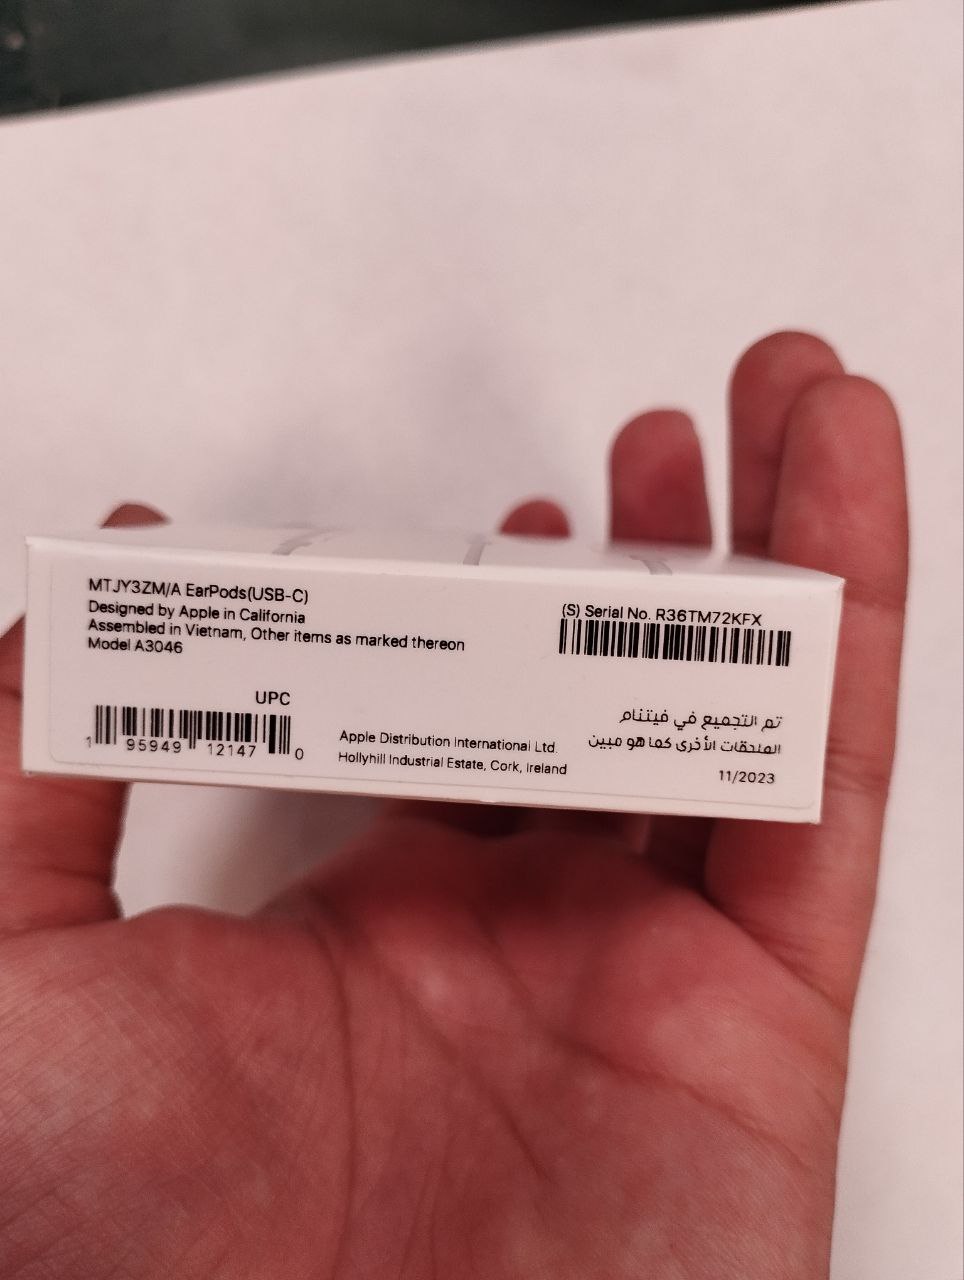 MTJY3ZM/A EarPods(USB-C)
Designed by Apple in California
Assembled in Vietnam, Other items as marked thereon
Model A3046
(S) Serial No. R36TM72KFX
UPC
1 95949 12147 0
Apple Distribution International Ltd.
Hollyhill Industrial Estate, Cork, Ireland
تم التجميع في فيتنام
الملحقات الأخرى كما هو مبين
11/2023